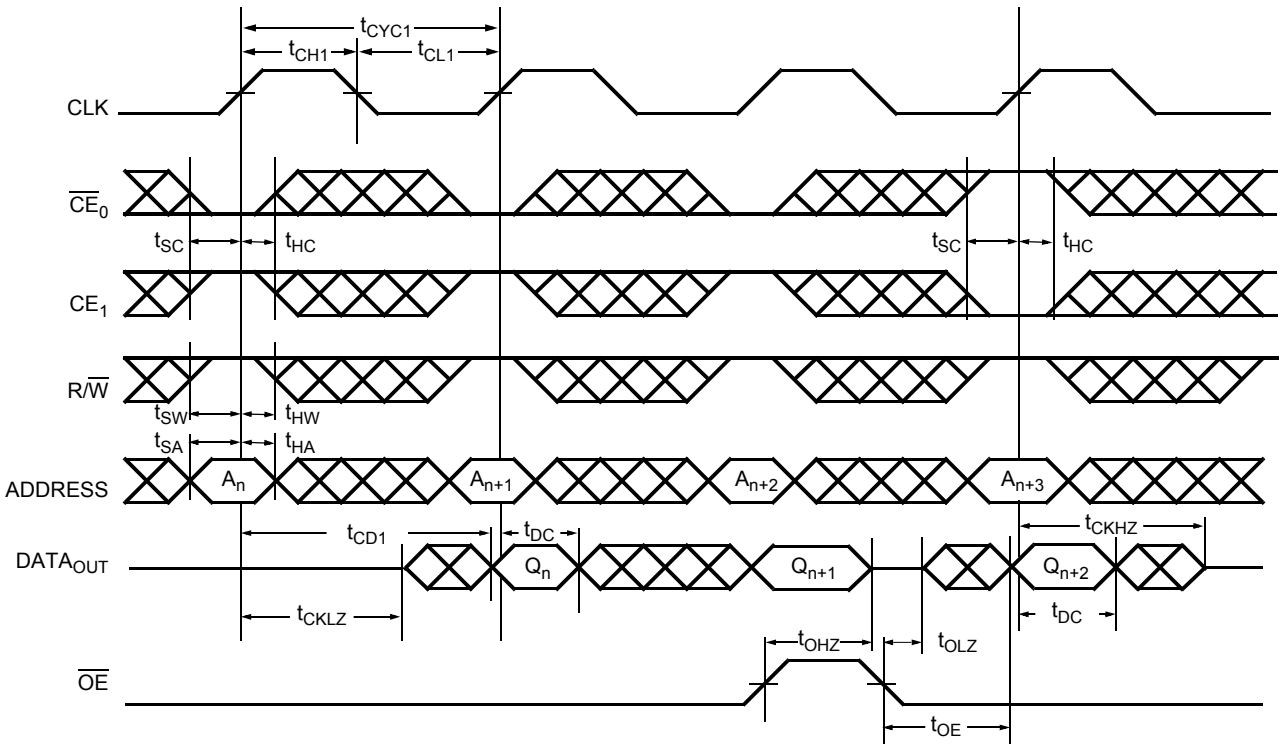 tCYC1
tCH1 tCL1
CLK
CE0
tSC tHC tSC tHC
CE1
R/W
tSW tHW
tSA tHA
ADDRESS An An+1 An+2 An+3
tCD1 tDC tCKHZ
DATAOUT Qn Qn+1 Qn+2
tCKLZ tDC
tOHZ tOLZ
OE
tOE